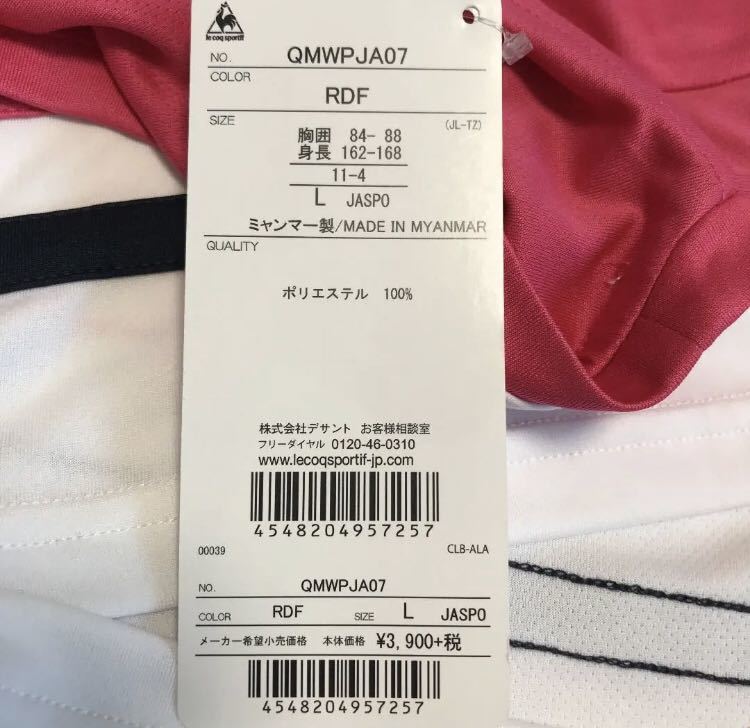 le coq sportif
NO. QMWPJA07
COLOR
RDF
SIZE (JL-TZ)
胸囲 84- 88
身長 162-168
11-4
L JASPO
ミャンマー製/MADE IN MYANMAR
QUALITY
ポリエステル 100%
株式会社デサント お客様相談室
フリーダイヤル 0120-46-0310
www.lecoqsportif-jp.com
4548204957257
00039 CLB-ALA
NO. QMWPJA07
COLOR RDF SIZE L JASPO
メーカー希望小売価格 本体価格 ¥3,900+税
4548204957257